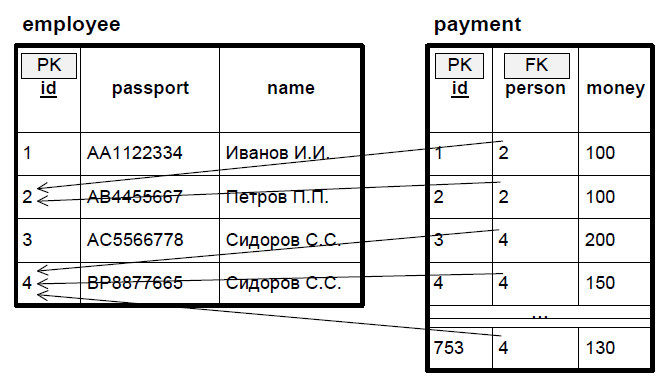 employee
PK
id passport name
1 AA1122334 Иванов И.И.
2 AB4455667 Петров П.П.
3 AC5566778 Сидоров С.С.
4 BP8877665 Сидоров С.С.
payment
PK FK
id person money
1 2 100
2 2 100
3 4 200
4 4 150
...
753 4 130